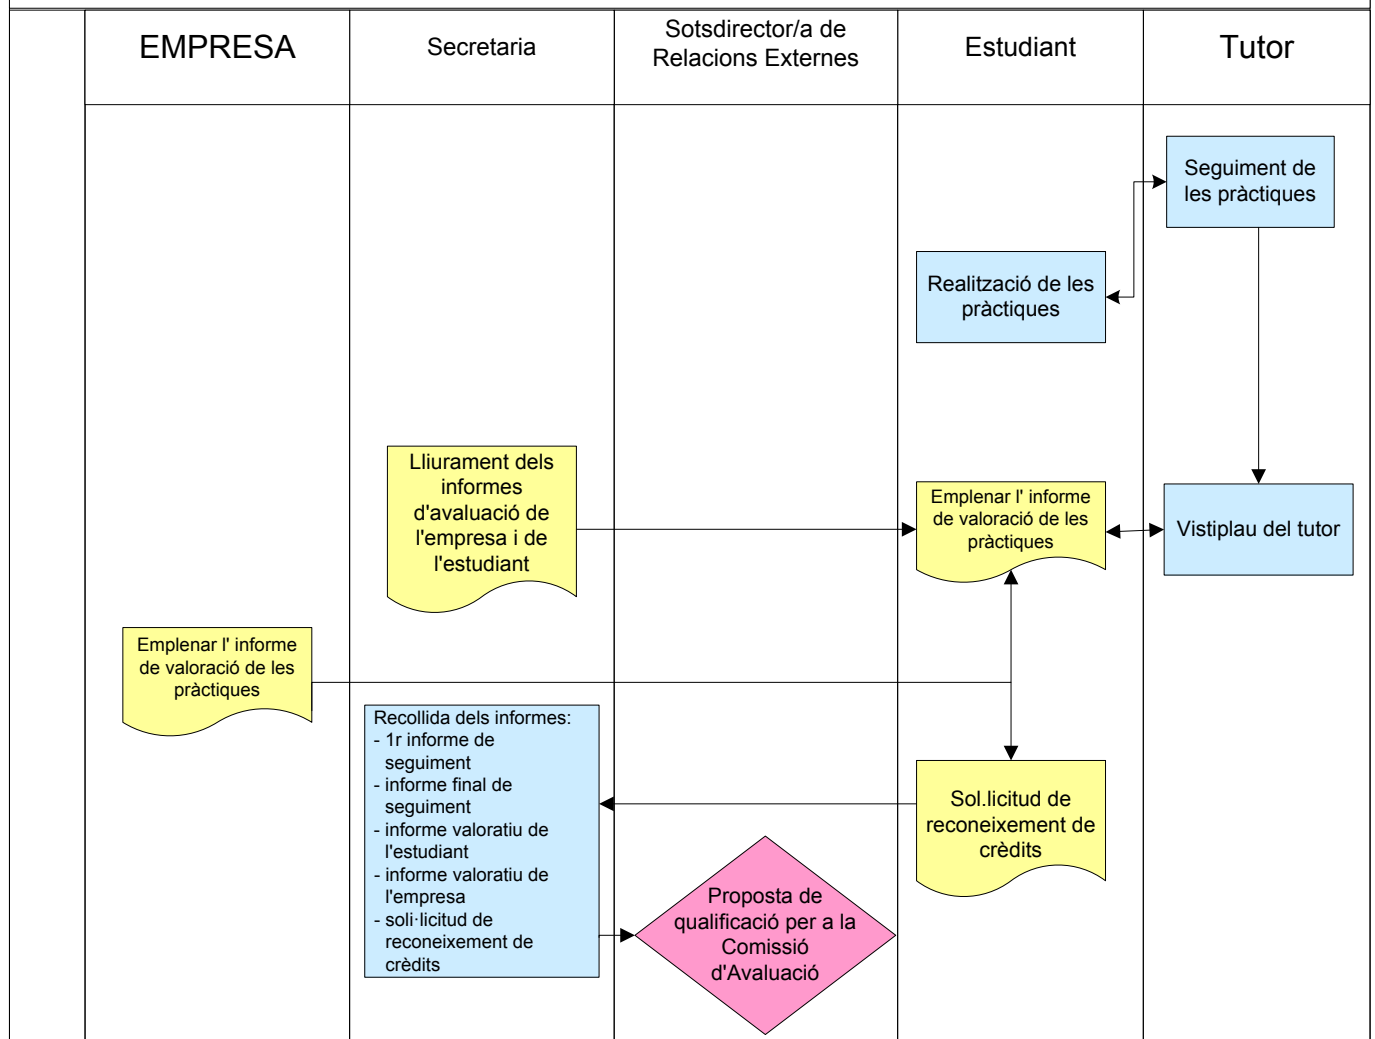 EMPRESA
Secretaria
Sotsdirector/a de
Relacions Externes
Estudiant
Tutor
Seguiment de
les pràctiques
Realització de les
pràctiques
Lliurament dels
informes
d'avaluació de
l'empresa i de
l'estudiant
Emplenar l' informe
de valoració de les
pràctiques
Vistiplau del tutor
Emplenar l' informe
de valoració de les
pràctiques
Recollida dels informes:
- 1r informe de
seguiment
- informe final de
seguiment
- informe valoratiu de
l'estudiant
- informe valoratiu de
l'empresa
- soli·licitud de
reconeixement de
crèdits
Sol.licitud de
reconeixement de
crèdits
Proposta de
qualificació per a la
Comissió
d'Avaluació